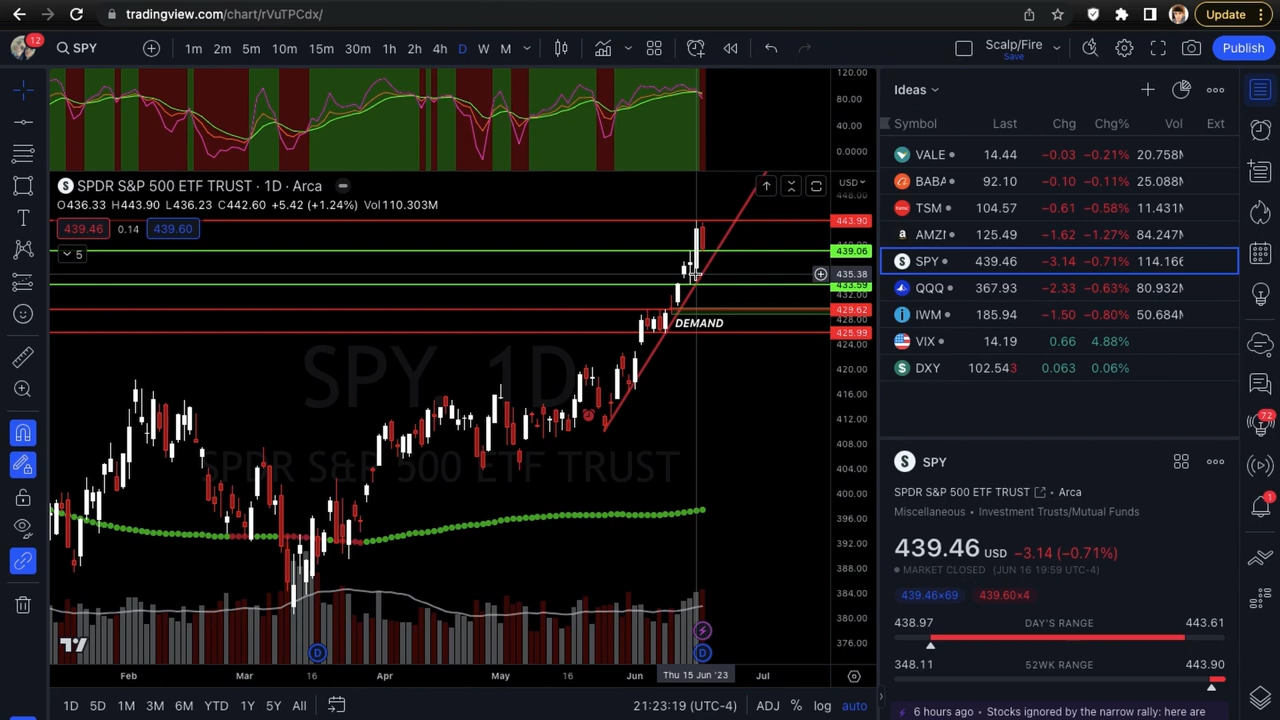 tradingview.com/chart/rVuTPCdx/
Update
12
SPY
1m 2m 5m 10m 15m 30m 1h 2h 4h D W M
Scalp/Fire
Save
Publish
120.00
80.00
40.00
0.0000
SPDR S&P 500 ETF TRUST · 1D · Arca
USD
O436.33 H443.90 L436.23 C442.60 +5.42 (+1.24%) Vol110.303M
439.46 0.14 439.60
5
443.90
439.06
435.38
433.59
432.00
429.62
428.00
425.99
424.00
420.00
416.00
412.00
408.00
404.00
400.00
396.00
392.00
388.00
384.00
380.00
376.00
DEMAND
SPY 1D
SPDR S&P 500 ETF TRUST
D
D
Feb Mar 16 Apr May 16 Jun Thu 15 Jun '23 Jul
1D 5D 1M 3M 6M YTD 1Y 5Y All
21:23:19 (UTC-4) ADJ % log auto
Ideas
Symbol Last Chg Chg% Vol Ext
VALE 14.44 −0.03 −0.21% 20.758M
BABA 92.10 −0.10 −0.11% 25.088M
TSM 104.57 −0.61 −0.58% 11.431M
AMZN 125.49 −1.62 −1.27% 84.247M
SPY 439.46 −3.14 −0.71% 114.166
QQQ 367.93 −2.33 −0.63% 80.932M
IWM 185.94 −1.50 −0.80% 50.684M
VIX 14.19 0.66 4.88%
DXY 102.543 0.063 0.06%
SPY
SPDR S&P 500 ETF TRUST Arca
Miscellaneous • Investment Trusts/Mutual Funds
439.46 USD −3.14 (−0.71%)
MARKET CLOSED (JUN 16 19:59 UTC-4)
439.46×69 439.60×4
438.97 DAY'S RANGE 443.61
348.11 52WK RANGE 443.90
6 hours ago • Stocks ignored by the narrow rally: here are
72
1